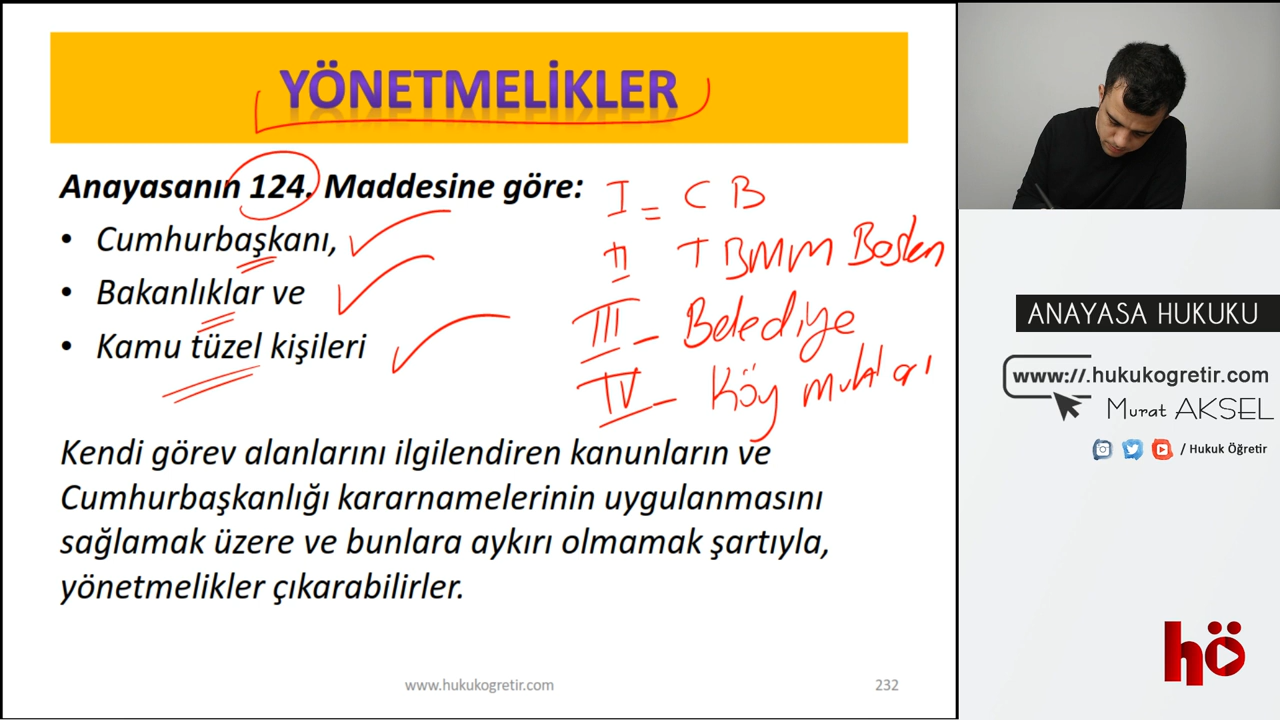 YÖNETMELİKLER
Anayasanın 124. Maddesine göre:
• Cumhurbaşkanı,
• Bakanlıklar ve
• Kamu tüzel kişileri
I = CB
II TBMM Başkan
III - Belediye
IV - Köy muhtarı
Kendi görev alanlarını ilgilendiren kanunların ve
Cumhurbaşkanlığı kararnamelerinin uygulanmasını
sağlamak üzere ve bunlara aykırı olmamak şartıyla,
yönetmelikler çıkarabilirler.
www.hukukogretir.com
232
ANAYASA HUKUKU
www://.hukukogretir.com
Murat AKSEL
/ Hukuk Öğretir
hö